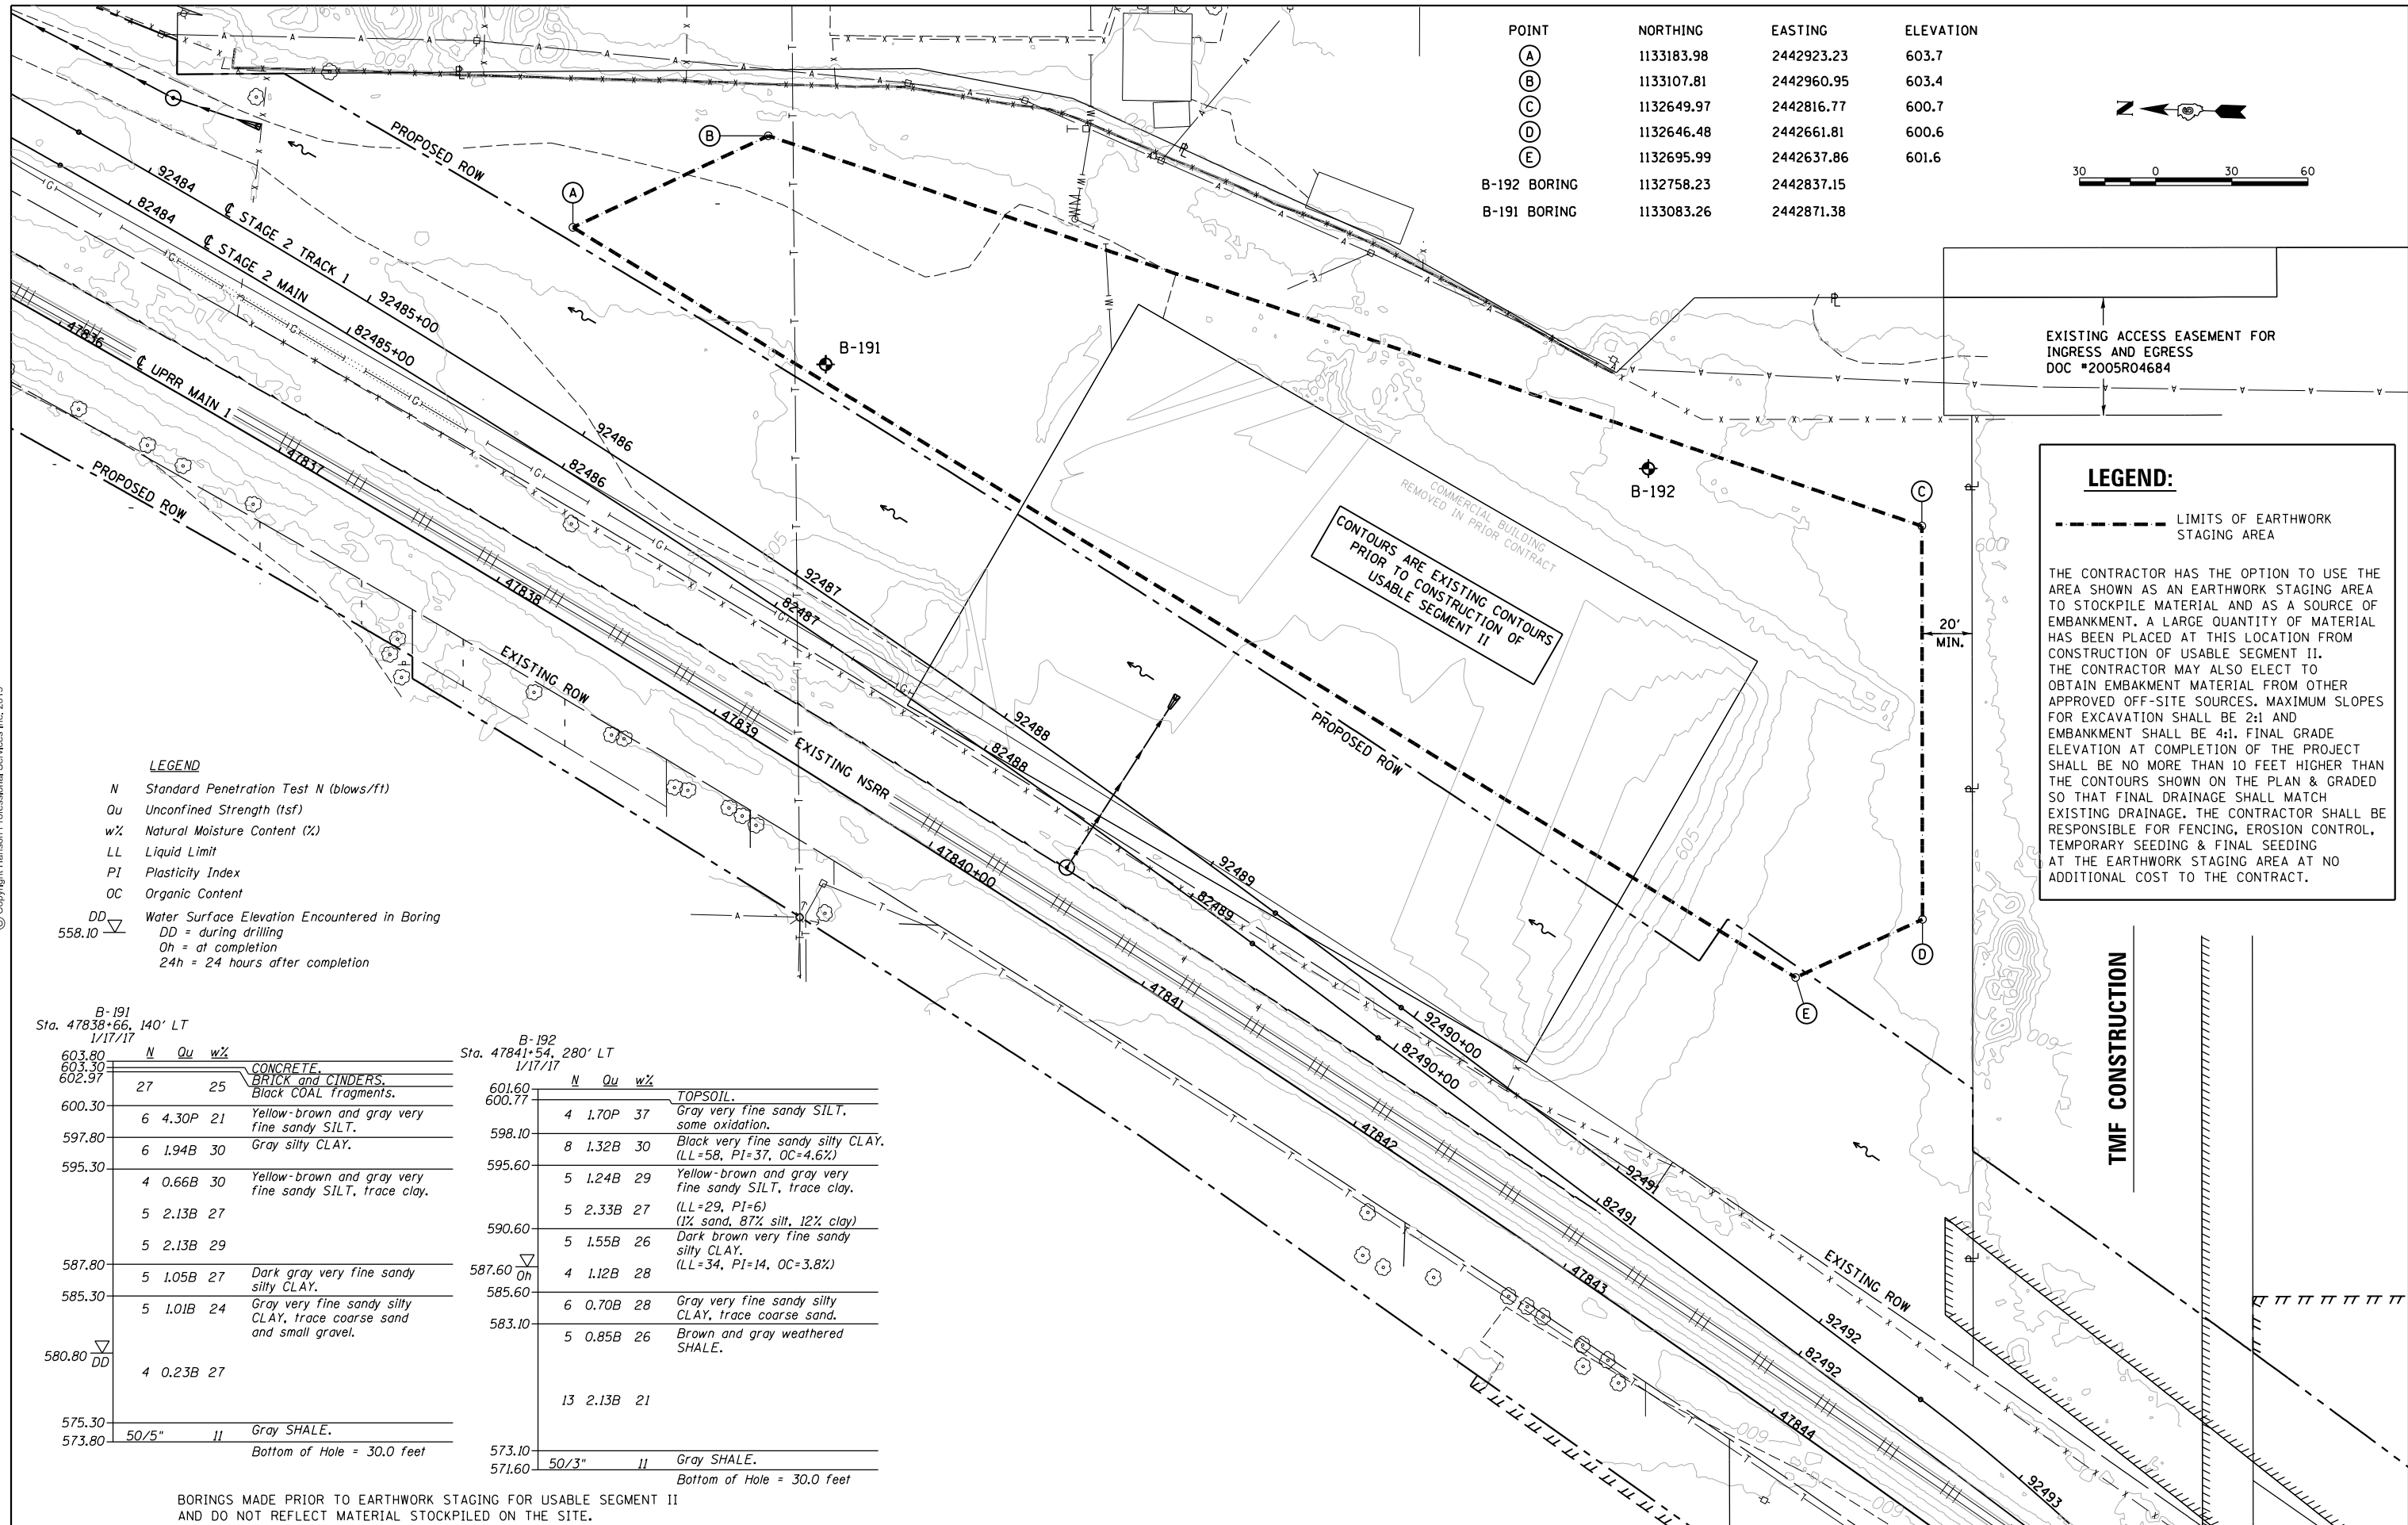 POINT NORTHING EASTING ELEVATION
A 1133183.98 2442923.23 603.7
B 1133107.81 2442960.95 603.4
C 1132649.97 2442816.77 600.7
D 1132646.48 2442661.81 600.6
E 1132695.99 2442637.86 601.6
B-192 BORING 1132758.23 2442837.15
B-191 BORING 1133083.26 2442871.38
N
30 0 30 60
EXISTING ACCESS EASEMENT FOR
INGRESS AND EGRESS
DOC #2005R04684
LEGEND:
LIMITS OF EARTHWORK
STAGING AREA
THE CONTRACTOR HAS THE OPTION TO USE THE
AREA SHOWN AS AN EARTHWORK STAGING AREA
TO STOCKPILE MATERIAL AND AS A SOURCE OF
EMBANKMENT. A LARGE QUANTITY OF MATERIAL
HAS BEEN PLACED AT THIS LOCATION FROM
CONSTRUCTION OF USABLE SEGMENT II.
THE CONTRACTOR MAY ALSO ELECT TO
OBTAIN EMBAKMENT MATERIAL FROM OTHER
APPROVED OFF-SITE SOURCES. MAXIMUM SLOPES
FOR EXCAVATION SHALL BE 2:1 AND
EMBANKMENT SHALL BE 4:1. FINAL GRADE
ELEVATION AT COMPLETION OF THE PROJECT
SHALL BE NO MORE THAN 10 FEET HIGHER THAN
THE CONTOURS SHOWN ON THE PLAN & GRADED
SO THAT FINAL DRAINAGE SHALL MATCH
EXISTING DRAINAGE. THE CONTRACTOR SHALL BE
RESPONSIBLE FOR FENCING, EROSION CONTROL,
TEMPORARY SEEDING & FINAL SEEDING
AT THE EARTHWORK STAGING AREA AT NO
ADDITIONAL COST TO THE CONTRACT.
PROPOSED ROW
A
B
B-191
B-192
C
D
E
20'
MIN.
600
600
605
605
600
600
600
600
COMMERCIAL BUILDING
REMOVED IN PRIOR CONTRACT
CONTOURS ARE EXISTING CONTOURS
PRIOR TO CONSTRUCTION OF
USABLE SEGMENT II
PROPOSED ROW
℄ STAGE 2 TRACK 1
℄ STAGE 2 MAIN
℄ UPRR MAIN 1
PROPOSED ROW
EXISTING ROW
EXISTING NSRR
EXISTING ROW
TMF CONSTRUCTION
92484
92485+00
92486
92487
92488
92489
92490+00
92491
92492
92493
82484
82485+00
82486
82487
82488
82489
82490+00
82491
82492
47836
47837
47838
47839
47840+00
47841
47842
47843
47844
LEGEND
N Standard Penetration Test N (blows/ft)
Qu Unconfined Strength (tsf)
w% Natural Moisture Content (%)
LL Liquid Limit
PI Plasticity Index
OC Organic Content
DD Water Surface Elevation Encountered in Boring
558.10 DD = during drilling
0h = at completion
24h = 24 hours after completion
B-191
Sta. 47838+66, 140' LT
1/17/17
N Qu w%
603.80 CONCRETE.
603.30 BRICK and CINDERS.
602.97 27 25 Black COAL fragments.
600.30
6 4.30P 21 Yellow-brown and gray very
fine sandy SILT.
597.80
6 1.94B 30 Gray silty CLAY.
595.30
4 0.66B 30 Yellow-brown and gray very
fine sandy SILT, trace clay.
5 2.13B 27
5 2.13B 29
587.80
5 1.05B 27 Dark gray very fine sandy
silty CLAY.
585.30
5 1.01B 24 Gray very fine sandy silty
CLAY, trace coarse sand
and small gravel.
580.80 DD
4 0.23B 27
575.30
50/5" 11 Gray SHALE.
573.80
Bottom of Hole = 30.0 feet
B-192
Sta. 47841+54, 280' LT
1/17/17
N Qu w%
601.60 TOPSOIL.
600.77
4 1.70P 37 Gray very fine sandy SILT,
some oxidation.
598.10
8 1.32B 30 Black very fine sandy silty CLAY.
(LL=58, PI=37, OC=4.6%)
595.60
5 1.24B 29 Yellow-brown and gray very
fine sandy SILT, trace clay.
5 2.33B 27 (LL=29, PI=6)
(1% sand, 87% silt, 12% clay)
590.60
5 1.55B 26 Dark brown very fine sandy
silty CLAY.
(LL=34, PI=14, OC=3.8%)
587.60 0h
4 1.12B 28
585.60
6 0.70B 28 Gray very fine sandy silty
CLAY, trace coarse sand.
583.10
5 0.85B 26 Brown and gray weathered
SHALE.
13 2.13B 21
573.10
50/3" 11 Gray SHALE.
571.60
Bottom of Hole = 30.0 feet
BORINGS MADE PRIOR TO EARTHWORK STAGING FOR USABLE SEGMENT II
AND DO NOT REFLECT MATERIAL STOCKPILED ON THE SITE.